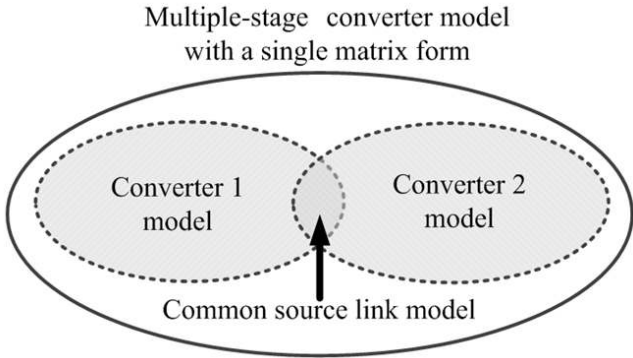 Multiple-stage converter model
with a single matrix form
Converter 1
model
Converter 2
model
Common source link model